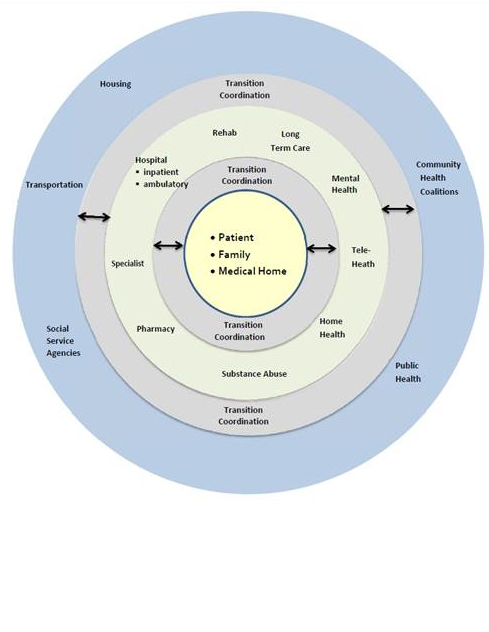 Housing
Transition
Coordination
Rehab
Long
Term Care
Hospital
▪ inpatient
▪ ambulatory
Transition
Coordination
Mental
Health
Community
Health
Coalitions
Transportation
• Patient
• Family
• Medical Home
Specialist
Tele-
Heath
Social
Service
Agencies
Pharmacy
Transition
Coordination
Home
Health
Substance Abuse
Public
Health
Transition
Coordination